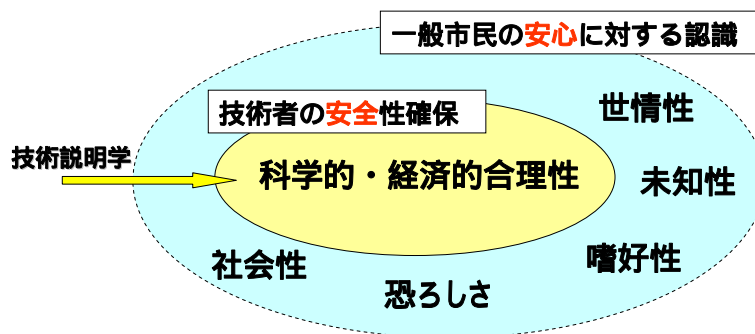 一般市民の安心に対する認識
技術者の安全性確保
世情性
技術説明学
科学的・経済的合理性
未知性
社会性
嗜好性
恐ろしさ